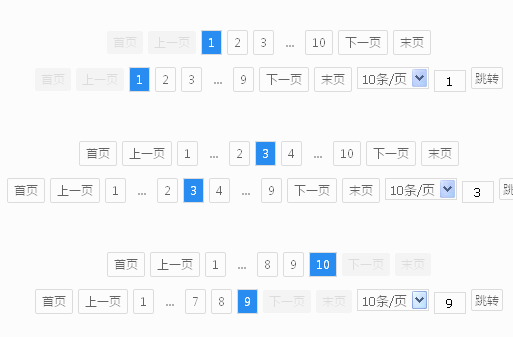 首页 上一页 1 2 3 ... 10 下一页 末页
首页 上一页 1 2 3 ... 9 下一页 末页 10条/页 1 跳转
首页 上一页 1 ... 2 3 4 ... 10 下一页 末页
首页 上一页 1 ... 2 3 4 ... 9 下一页 末页 10条/页 3 跳
首页 上一页 1 ... 8 9 10 下一页 末页
首页 上一页 1 ... 7 8 9 下一页 末页 10条/页 9 跳转